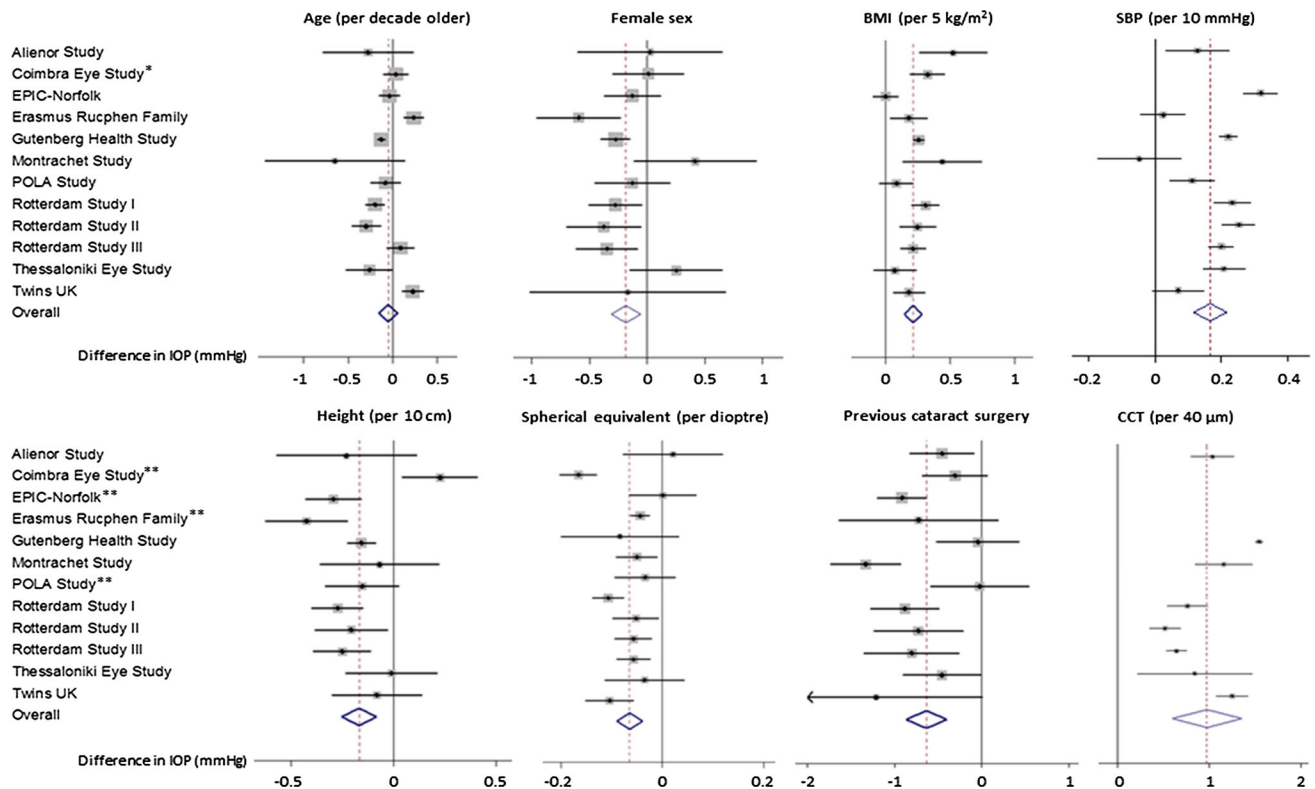 Age (per decade older) Female sex BMI (per 5 kg/m²) SBP (per 10 mmHg)
Alienor Study
Coimbra Eye Study*
EPIC-Norfolk
Erasmus Rucphen Family
Gutenberg Health Study
Montrachet Study
POLA Study
Rotterdam Study I
Rotterdam Study II
Rotterdam Study III
Thessaloniki Eye Study
Twins UK
Overall
Difference in IOP (mmHg)
-1 -0.5 0 0.5 -1 0 1 0 0.5 1 -0.2 0 0.2 0.4
Height (per 10 cm) Spherical equivalent (per dioptre) Previous cataract surgery CCT (per 40 µm)
Alienor Study
Coimbra Eye Study**
EPIC-Norfolk**
Erasmus Rucphen Family**
Gutenberg Health Study
Montrachet Study
POLA Study**
Rotterdam Study I
Rotterdam Study II
Rotterdam Study III
Thessaloniki Eye Study
Twins UK
Overall
Difference in IOP (mmHg)
-0.5 0 0.5 -0.2 0 0.2 -2 -1 0 1 0 1 2